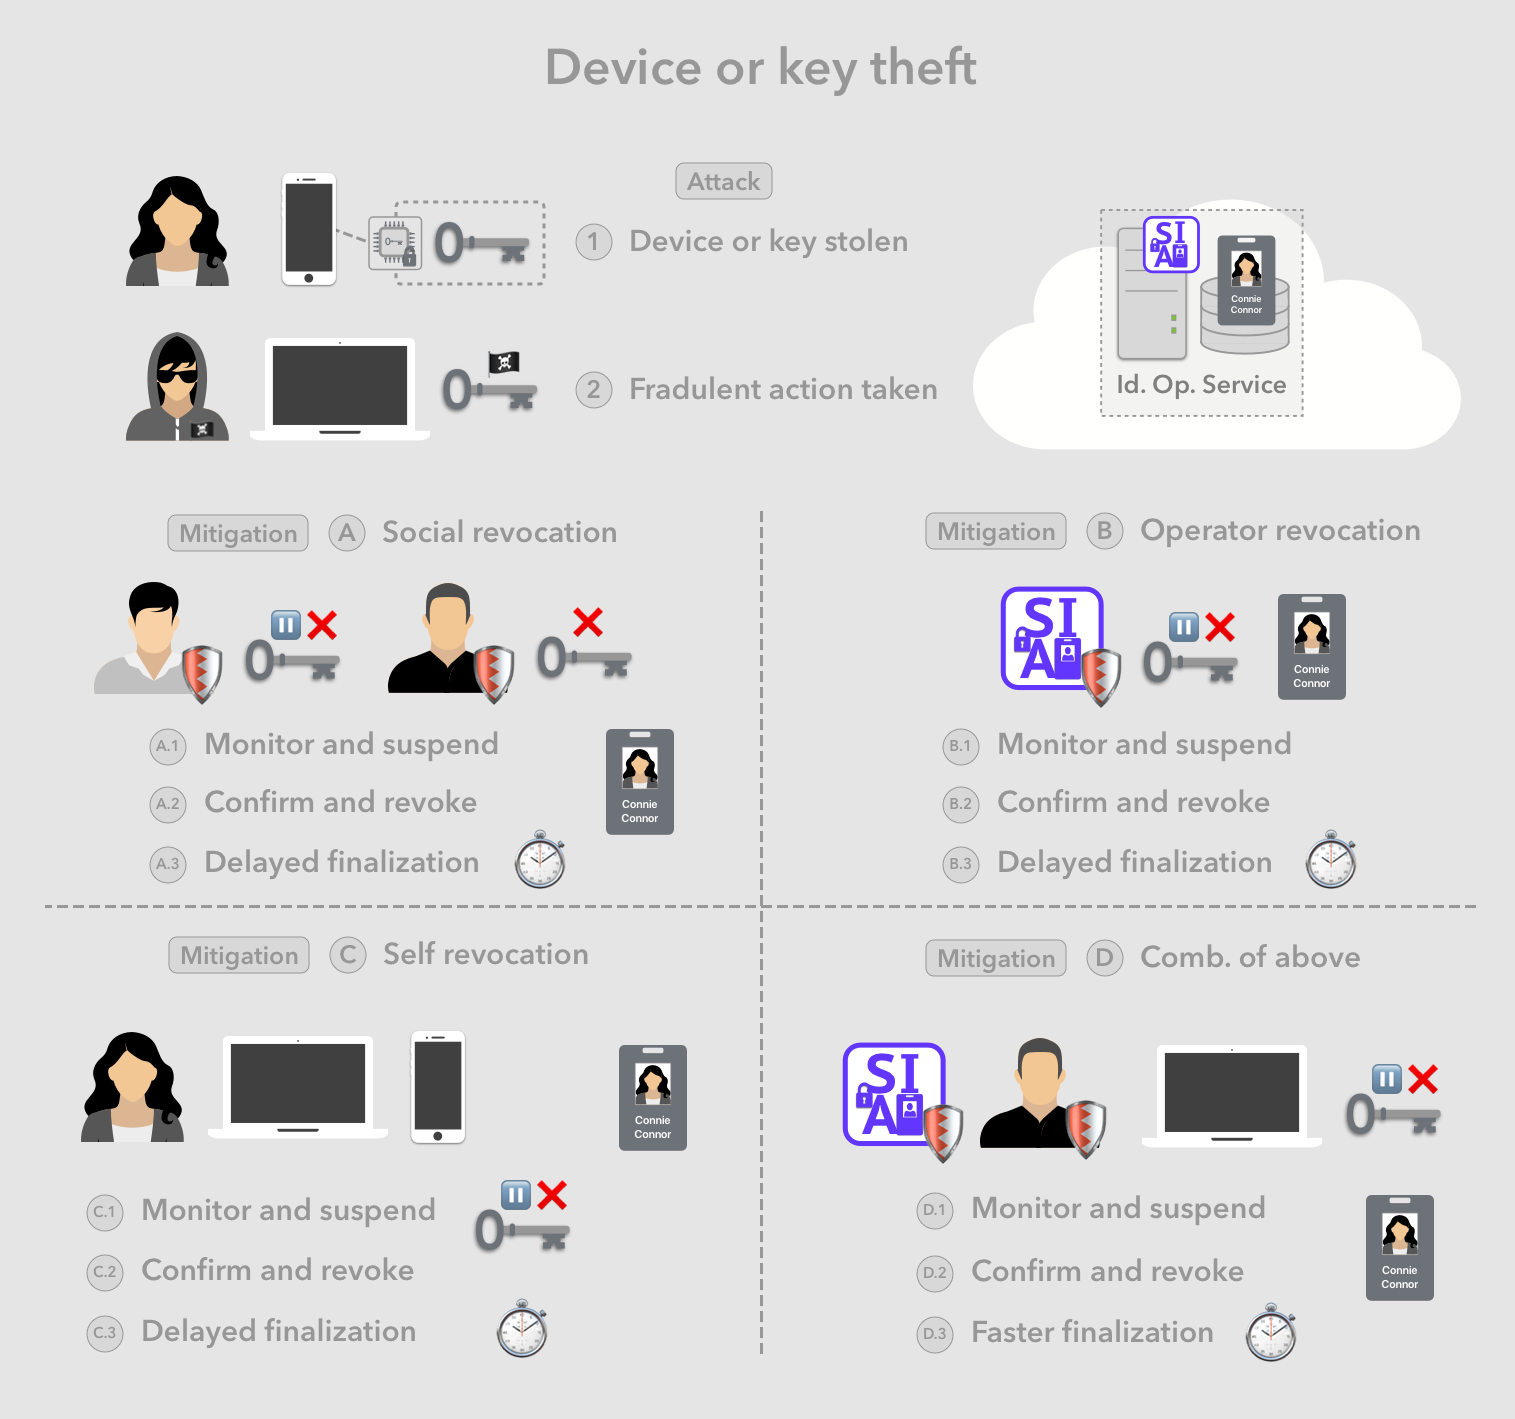 Device or key theft
Attack
1 Device or key stolen
2 Fradulent action taken
SI
A
Connie
Connor
Id. Op. Service
Mitigation A Social revocation
A.1 Monitor and suspend
A.2 Confirm and revoke
A.3 Delayed finalization
Connie
Connor
Mitigation B Operator revocation
SI
A
Connie
Connor
B.1 Monitor and suspend
B.2 Confirm and revoke
B.3 Delayed finalization
Mitigation C Self revocation
Connie
Connor
C.1 Monitor and suspend
C.2 Confirm and revoke
C.3 Delayed finalization
Mitigation D Comb. of above
SI
A
D.1 Monitor and suspend
D.2 Confirm and revoke
D.3 Faster finalization
Connie
Connor